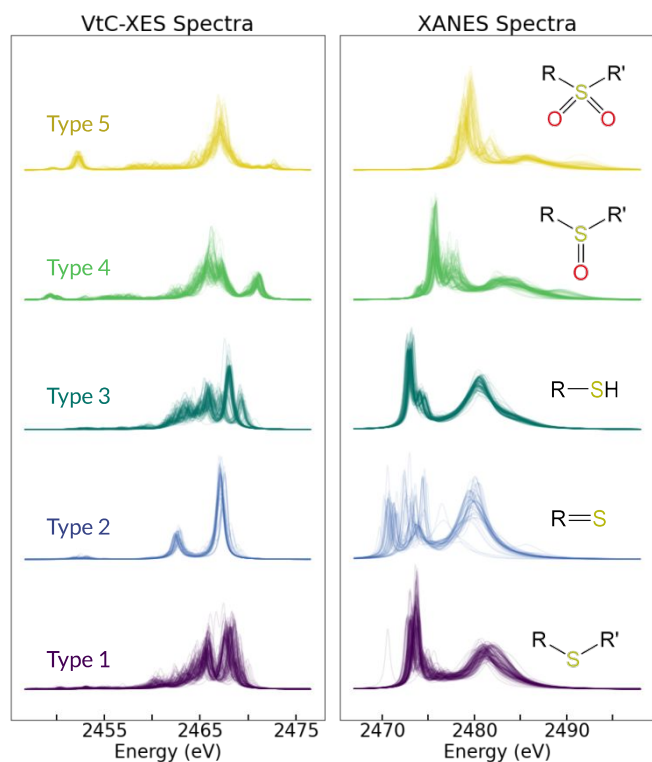 VtC-XES Spectra
XANES Spectra
Type 5
R
R'
S
O
O
Type 4
R
R'
S
O
Type 3
R
SH
Type 2
R
S
Type 1
R
R'
S
2455
2465
2475
2470
2480
2490
Energy (eV)
Energy (eV)